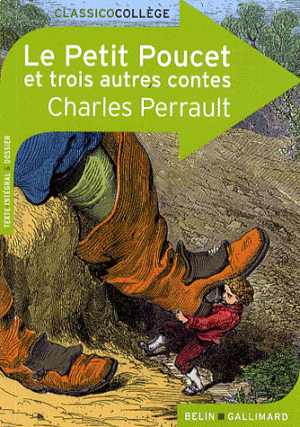 CLASSICOCOLLÈGE
Le Petit Poucet
et trois autres contes
Charles Perrault
TEXTE INTÉGRAL & DOSSIER
BELIN ■ GALLIMARD